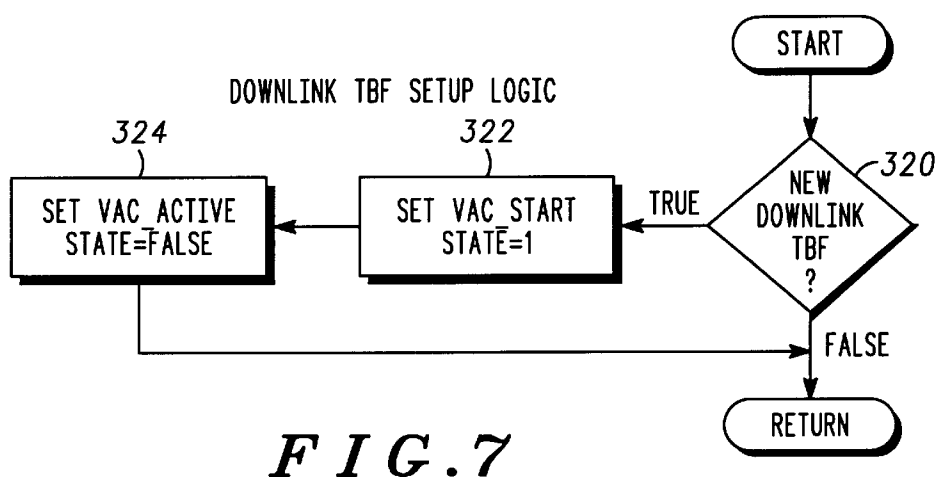 START
DOWNLINK TBF SETUP LOGIC
324
322
320
SET VAC_ACTIVE
STATE=FALSE
SET VAC_START
STATE=1
TRUE
NEW
DOWNLINK
TBF
?
FALSE
RETURN
FIG.7